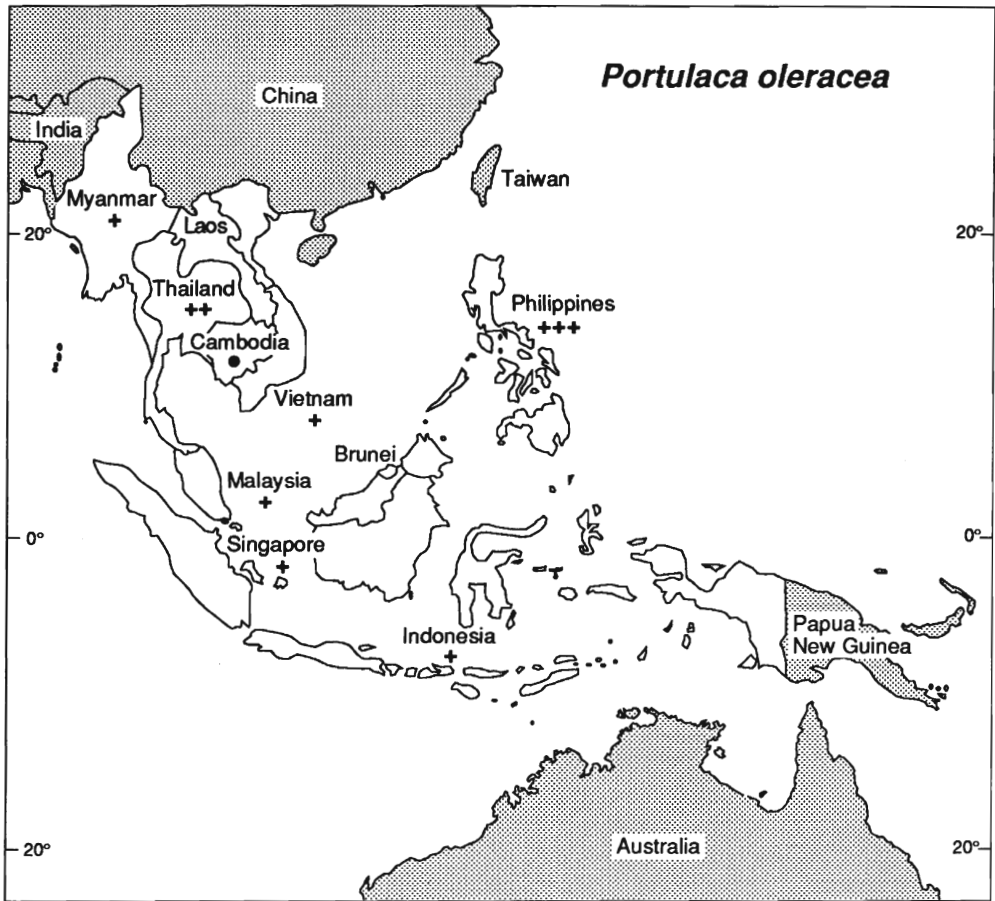 Portulaca oleracea
China
India
Taiwan
Myanmar
+
Laos
20°
20°
Thailand
++
Philippines
+++
Cambodia
●
Vietnam
+
Brunei
Malaysia
+
0°
0°
Singapore
+
Indonesia
+
Papua
New Guinea
Australia
20°
20°